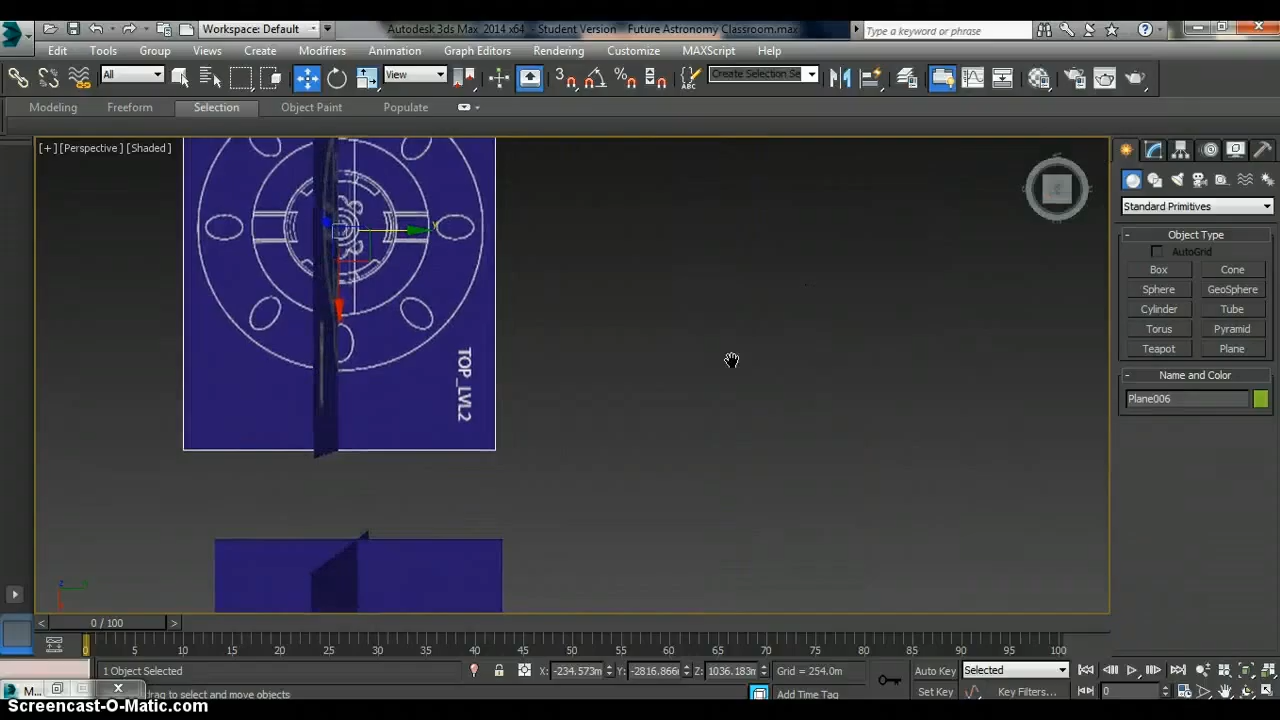 Workspace: Default
Autodesk 3ds Max 2014 x64 - Student Version Future Astronomy Classroom.max
Type a keyword or phrase
Edit Tools Group Views Create Modifiers Animation Graph Editors Rendering Customize MAXScript Help
All View Create Selection Se
Modeling Freeform Selection Object Paint Populate
[+] [Perspective] [Shaded]
Standard Primitives
Object Type
AutoGrid
Box Cone
Sphere GeoSphere
Cylinder Tube
Torus Pyramid
Teapot Plane
Name and Color
Plane006
TOP_LVL2
0 / 100
0 5 10 15 20 25 30 35 40 45 50 55 60 65 70 75 80 85 90 95 100
1 Object Selected X: -234.573m Y: -2816.866 Z: 1036.183m Grid = 254.0m Auto Key Selected
M... drag to select and move objects Add Time Tag Set Key Key Filters... 0
Screencast-O-Matic.com